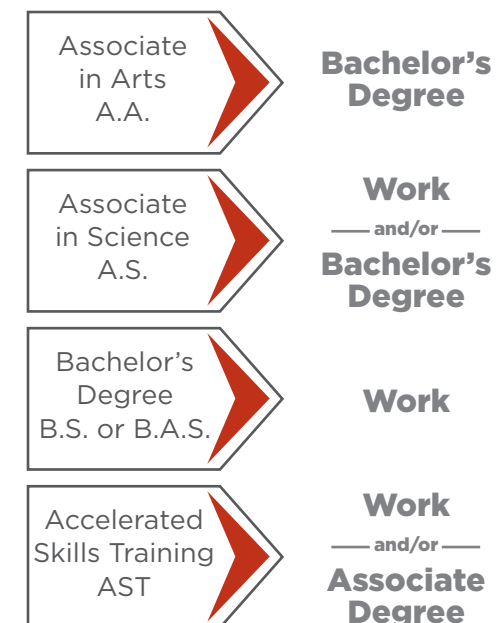 Associate
in Arts
A.A.
Bachelor's
Degree
Associate
in Science
A.S.
Work
and/or
Bachelor's
Degree
Bachelor's
Degree
B.S. or B.A.S.
Work
Accelerated
Skills Training
AST
Work
and/or
Associate
Degree